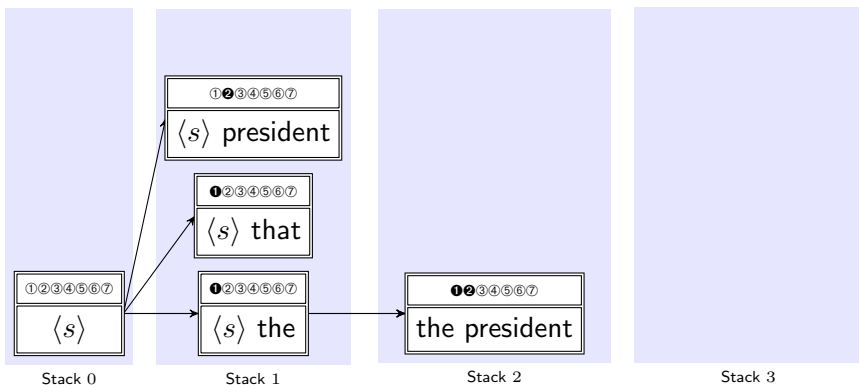 ①❷③④⑤⑥⑦
⟨s⟩ president
❶②③④⑤⑥⑦
⟨s⟩ that
①②③④⑤⑥⑦
⟨s⟩
❶②③④⑤⑥⑦
⟨s⟩ the
❶❷③④⑤⑥⑦
the president
Stack 0
Stack 1
Stack 2
Stack 3